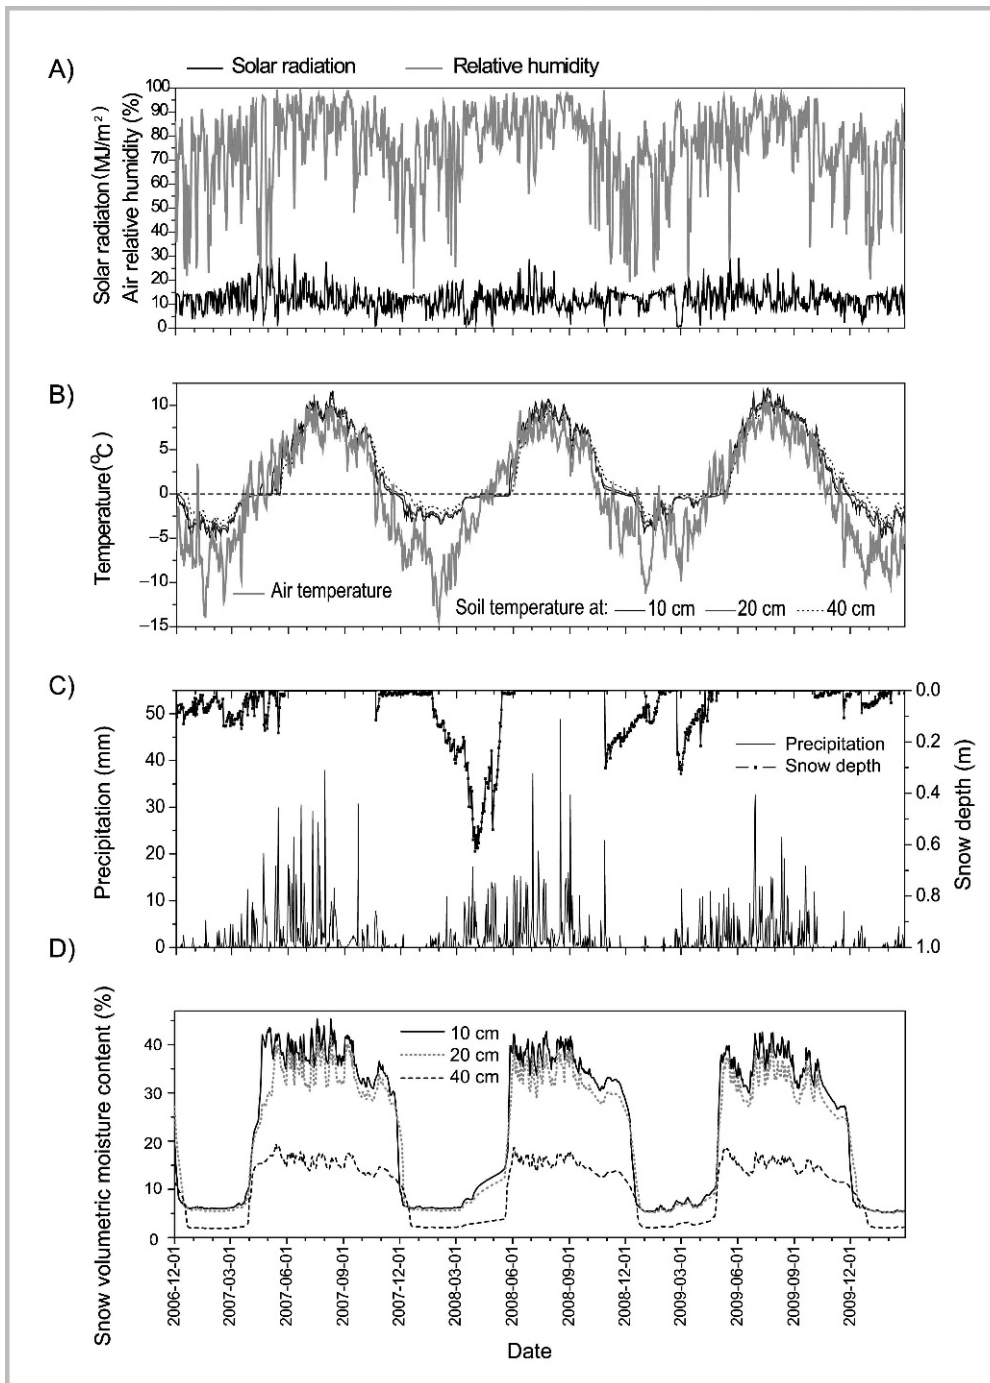 A)
Solar radiation
Relative humidity
Solar radiaton(MJ/m²)
Air relative humidity (%)
100
90
80
70
60
50
40
30
20
10
0
B)
Temperature(°C)
10
5
0
–5
–10
–15
Air temperature
Soil temperature at: 10 cm 20 cm 40 cm
C)
Precipitation (mm)
50
40
30
20
10
0
Precipitation
Snow depth
0.0
0.2
0.4
0.6
0.8
1.0
Snow depth (m)
D)
Snow volumetric moisture content (%)
40
30
20
10
0
10 cm
20 cm
40 cm
2006-12-01
2007-03-01
2007-06-01
2007-09-01
2007-12-01
2008-03-01
2008-06-01
2008-09-01
2008-12-01
2009-03-01
2009-06-01
2009-09-01
2009-12-01
Date